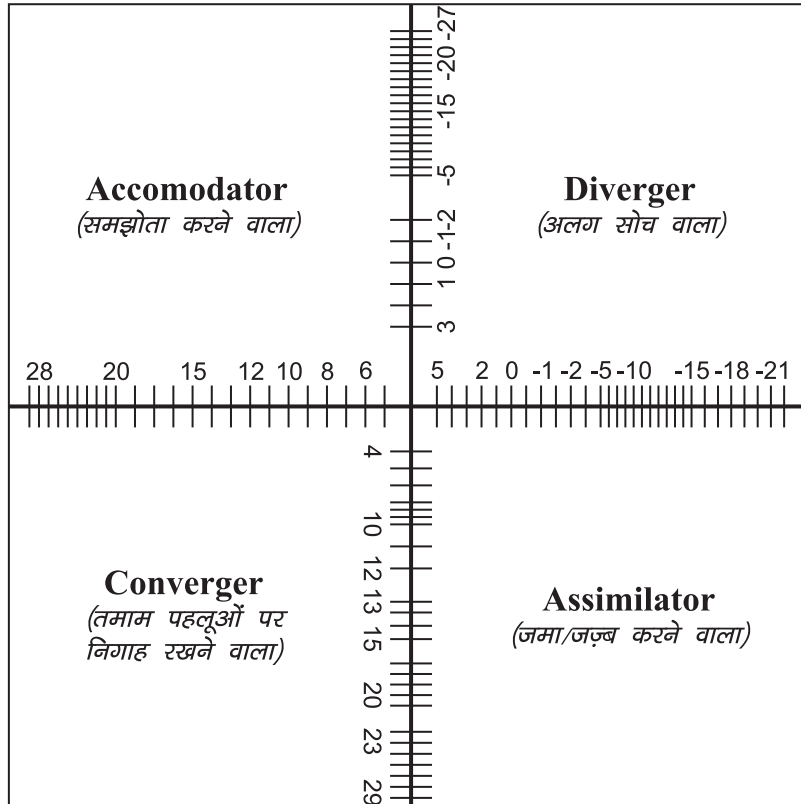 -27
-20
-15
-5
-2
-1
0
1
3
Accomodator
(समझोता करने वाला)
Diverger
(अलग सोच वाला)
28 20 15 12 10 8 6 5 2 0 -1 -2 -5 -10 -15 -18 -21
4
10
12
13
15
20
23
29
Converger
(तमाम पहलूओं पर
निगाह रखने वाला)
Assimilator
(जमा/जज़्ब करने वाला)